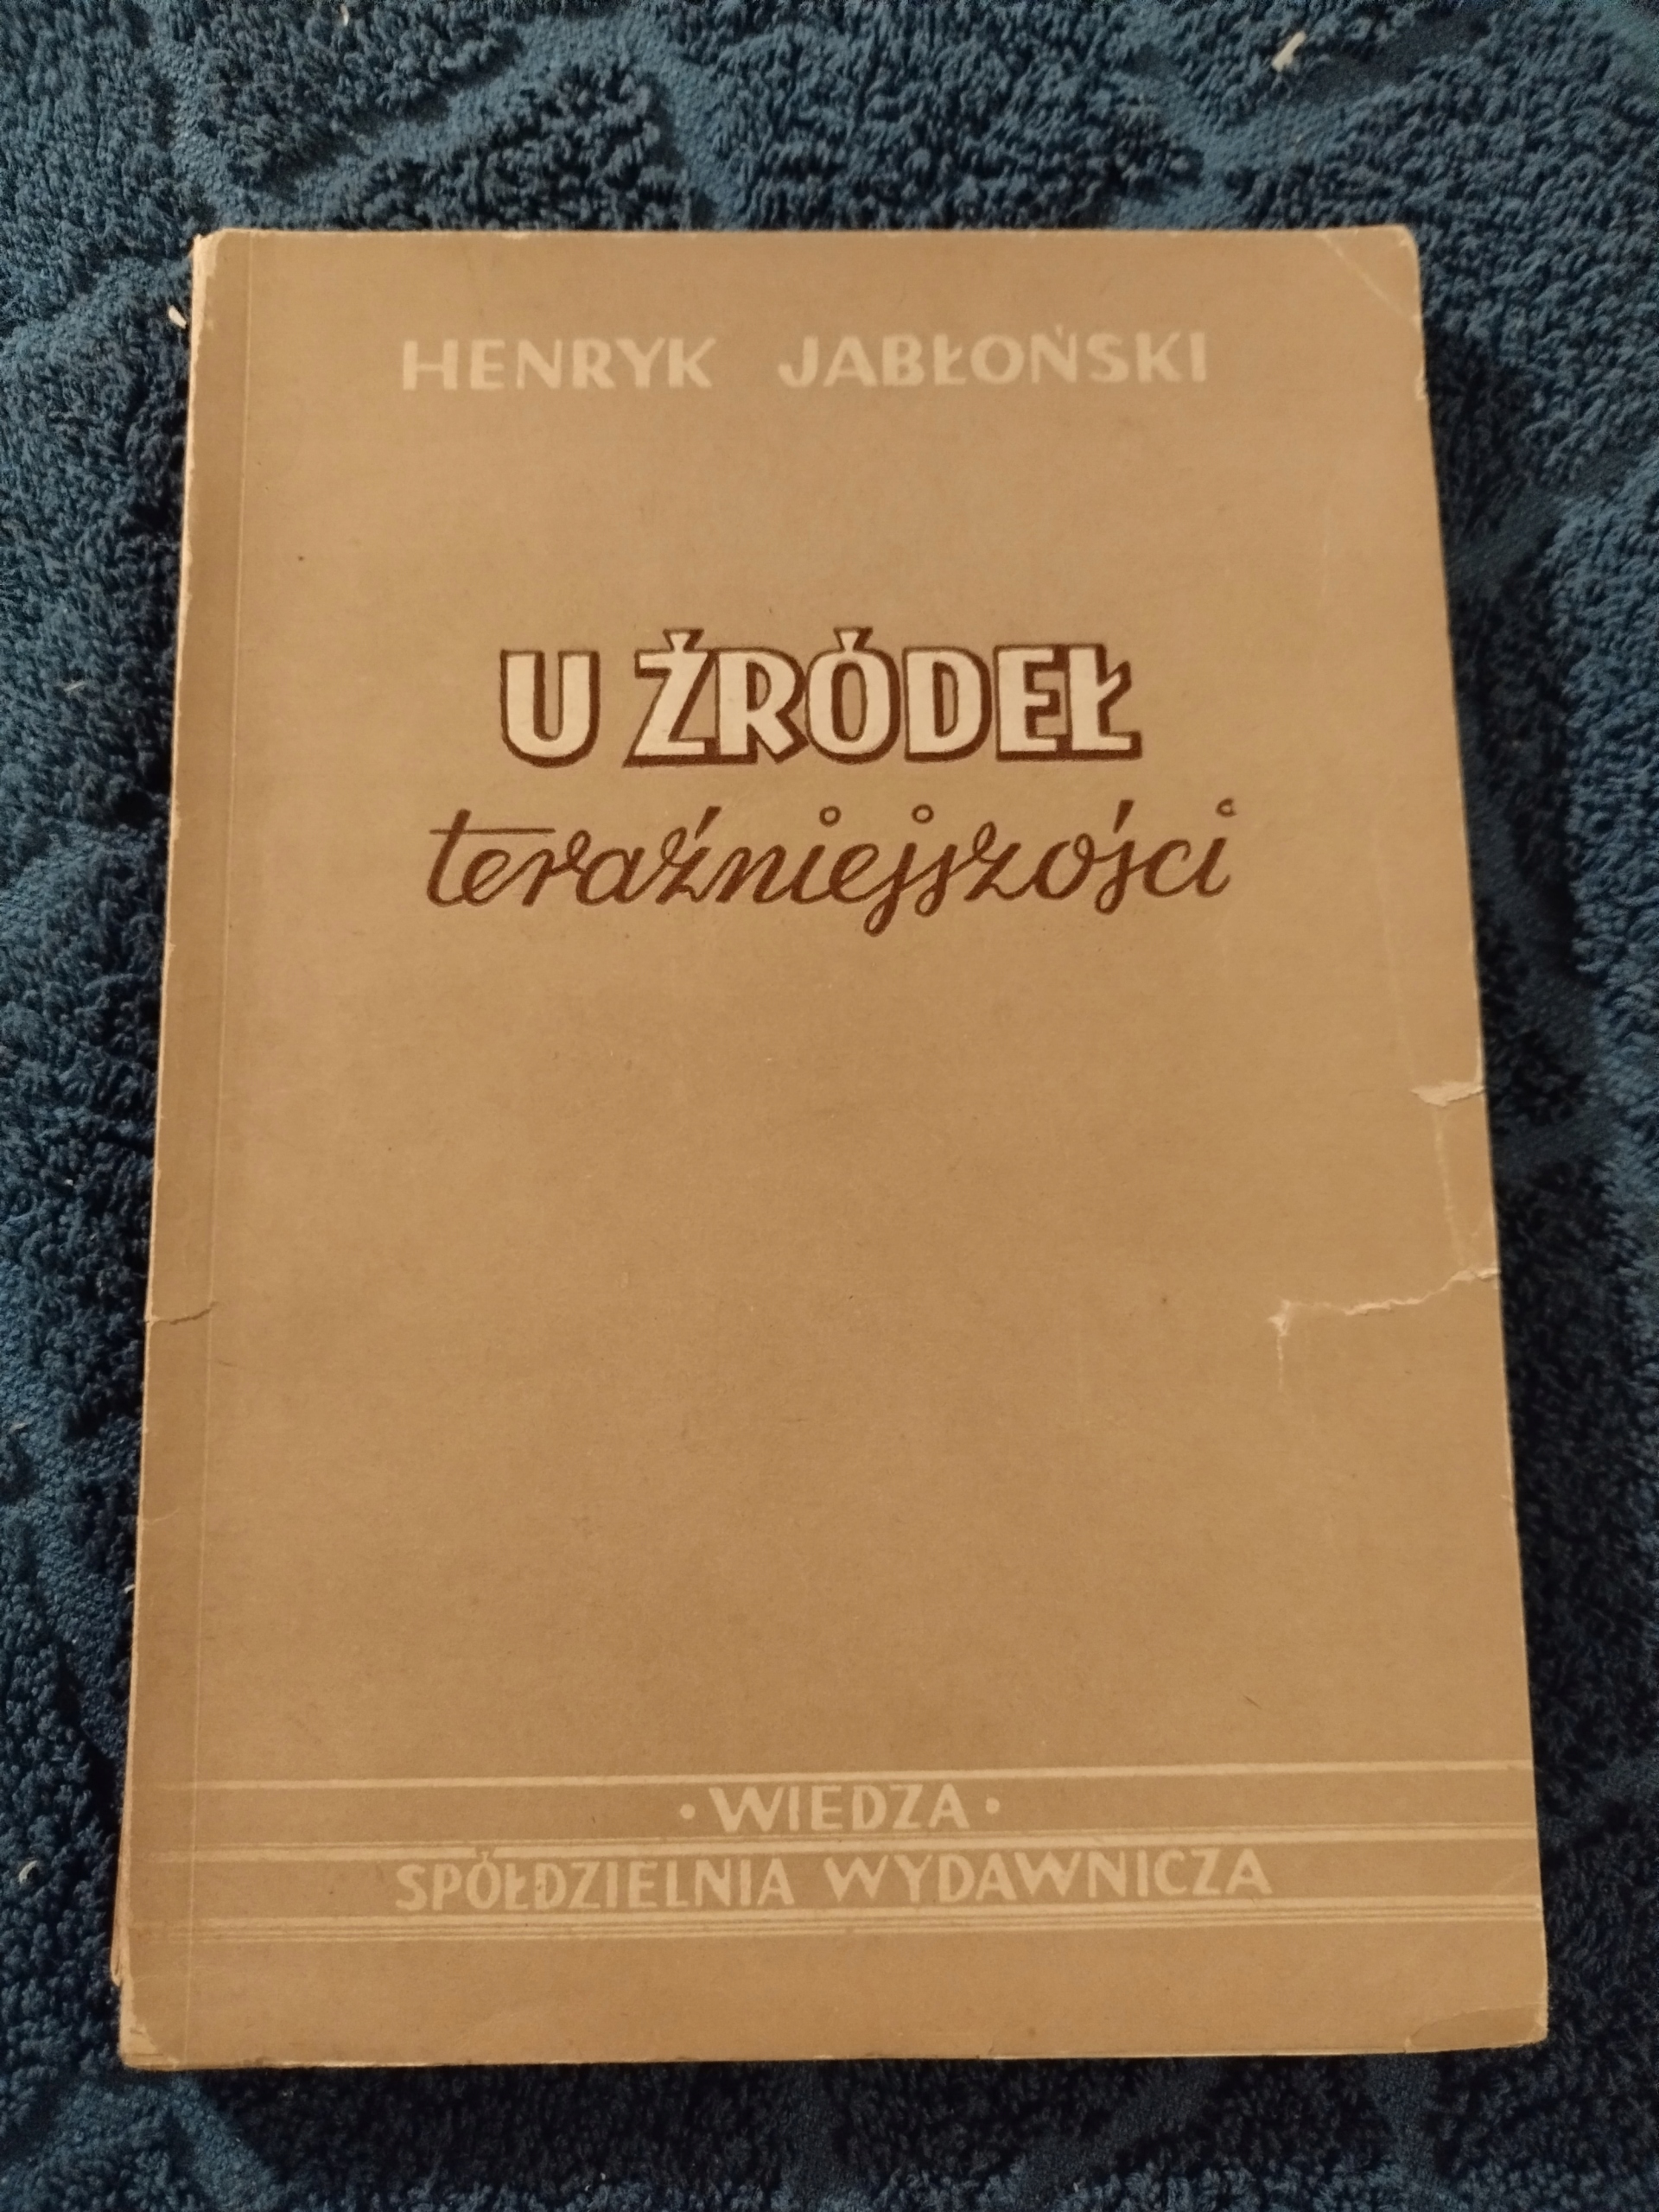 HENRYK JABŁOŃSKI
U ŹRÓDEŁ
teraźniejszości
• WIEDZA •
SPÓŁDZIELNIA WYDAWNICZA